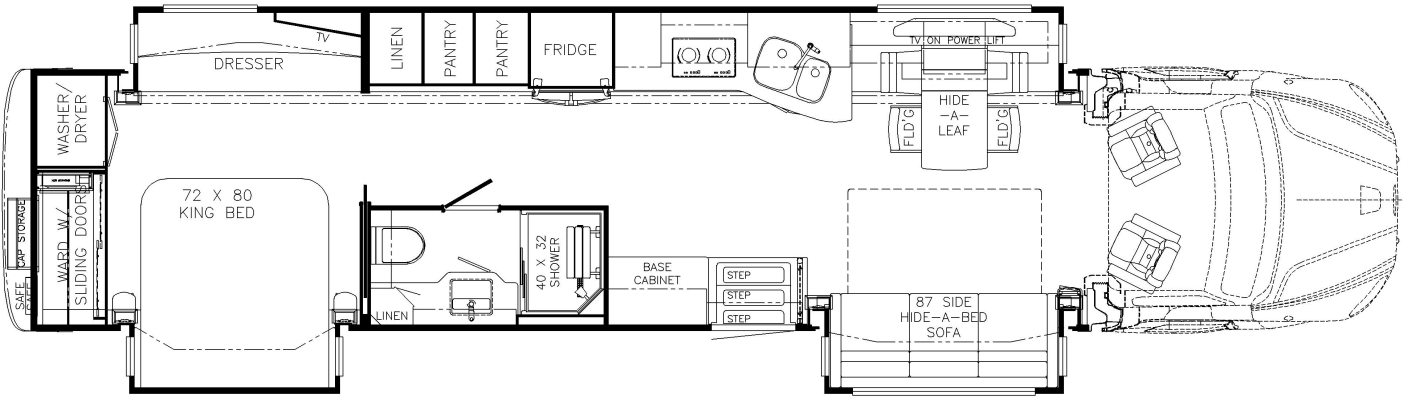 TV
DRESSER
LINEN
PANTRY
PANTRY
FRIDGE
TV ON POWER LIFT
WASHER/
DRYER
HIDE
-A-
LEAF
FLD'G
FLD'G
72 X 80
KING BED
WARD W/
SLIDING DOORS
CAP STORAGE
SAFE
LINEN
40 X 32
SHOWER
BASE
CABINET
STEP
STEP
STEP
87 SIDE
HIDE-A-BED
SOFA